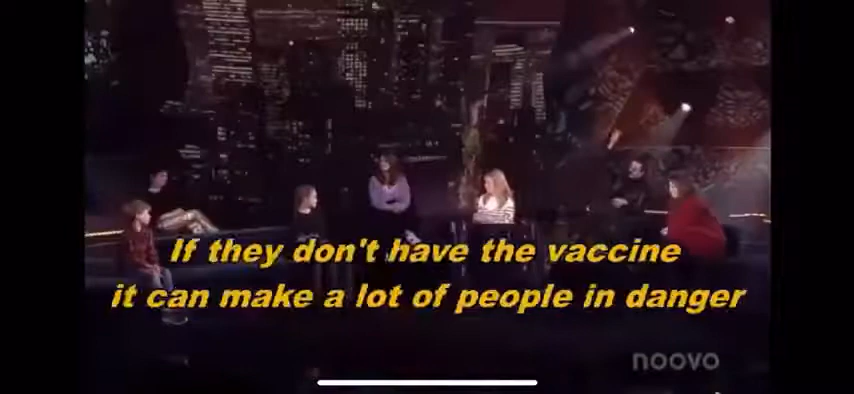 If they don't have the vaccine
it can make a lot of people in danger
noovo